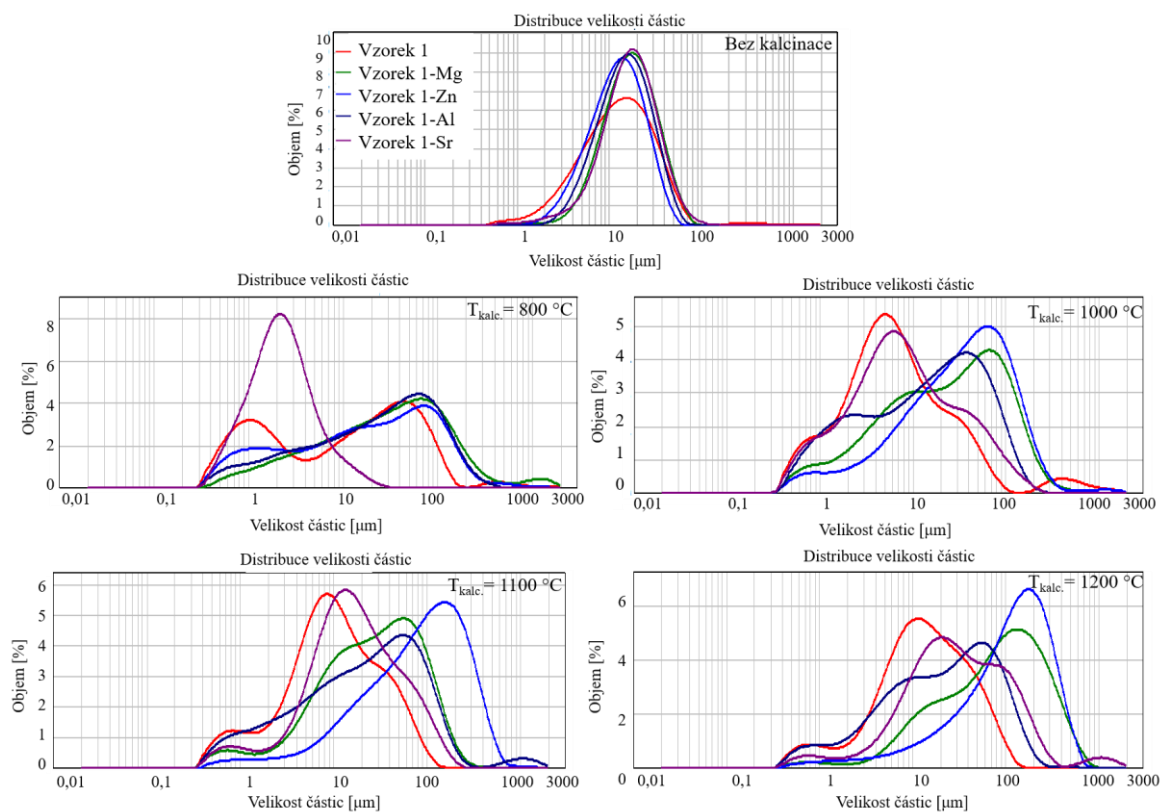 Distribuce velikosti částic
Bez kalcinace
Vzorek 1
Vzorek 1-Mg
Vzorek 1-Zn
Vzorek 1-Al
Vzorek 1-Sr
Objem [%]
10
9
8
7
6
5
4
3
2
1
0
0,01 0,1 1 10 100 1000 3000
Velikost částic [μm]
Distribuce velikosti částic
T kalc.= 800 °C
Objem [%]
8
6
4
2
0
0,01 0,1 1 10 100 1000 3000
Velikost částic [μm]
Distribuce velikosti částic
T kalc.= 1000 °C
Objem [%]
5
4
3
2
1
0
0,01 0,1 1 10 100 1000 3000
Velikost částic [μm]
Distribuce velikosti částic
T kalc.= 1100 °C
Objem [%]
6
5
4
3
2
1
0
0,01 0,1 1 10 100 1000 3000
Velikost částic [μm]
Distribuce velikosti částic
T kalc.= 1200 °C
Objem [%]
6
4
2
0
0,01 0,1 1 10 100 1000 3000
Velikost částic [μm]